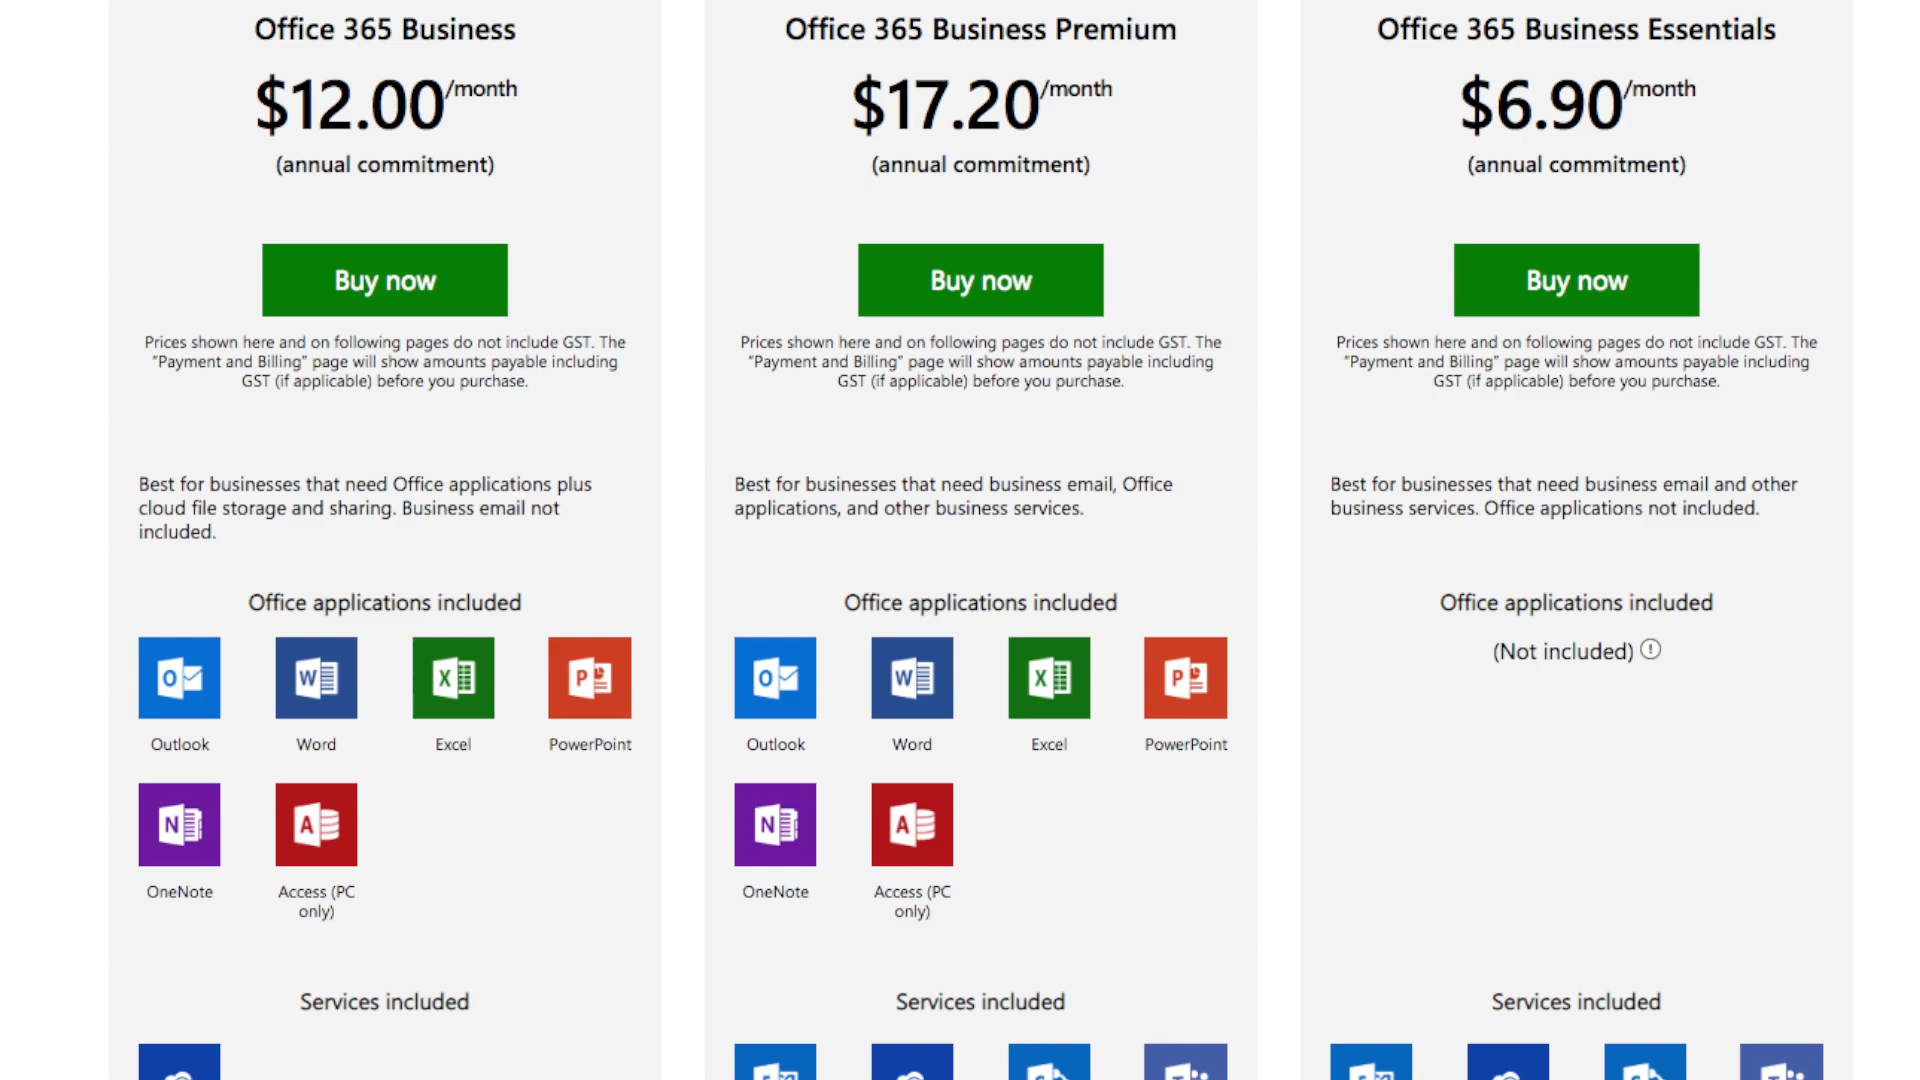 Office 365 Business
$12.00/month
(annual commitment)
Buy now
Prices shown here and on following pages do not include GST. The
"Payment and Billing" page will show amounts payable including
GST (if applicable) before you purchase.
Best for businesses that need Office applications plus
cloud file storage and sharing. Business email not
included.
Office applications included
Outlook
Word
Excel
PowerPoint
OneNote
Access (PC
only)
Services included
Office 365 Business Premium
$17.20/month
(annual commitment)
Buy now
Prices shown here and on following pages do not include GST. The
"Payment and Billing" page will show amounts payable including
GST (if applicable) before you purchase.
Best for businesses that need business email, Office
applications, and other business services.
Office applications included
Outlook
Word
Excel
PowerPoint
OneNote
Access (PC
only)
Services included
Office 365 Business Essentials
$6.90/month
(annual commitment)
Buy now
Prices shown here and on following pages do not include GST. The
"Payment and Billing" page will show amounts payable including
GST (if applicable) before you purchase.
Best for businesses that need business email and other
business services. Office applications not included.
Office applications included
(Not included)
Services included